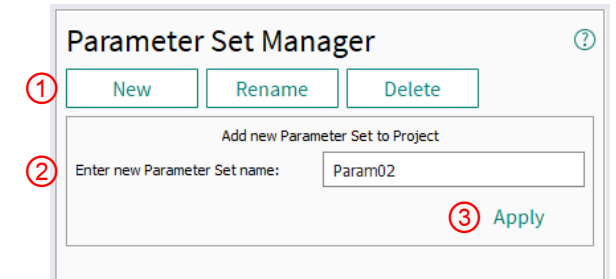 Parameter Set Manager ?
1 New Rename Delete
Add new Parameter Set to Project
2 Enter new Parameter Set name: Param02
3 Apply